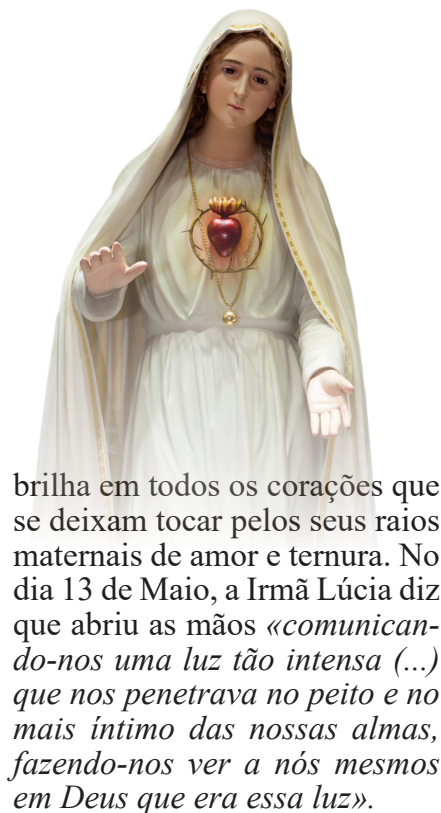 brilha em todos os corações que
se deixam tocar pelos seus raios
maternais de amor e ternura. No
dia 13 de Maio, a Irmã Lúcia diz
que abriu as mãos «comunican-
do-nos uma luz tão intensa (...)
que nos penetrava no peito e no
mais íntimo das nossas almas,
fazendo-nos ver a nós mesmos
em Deus que era essa luz».